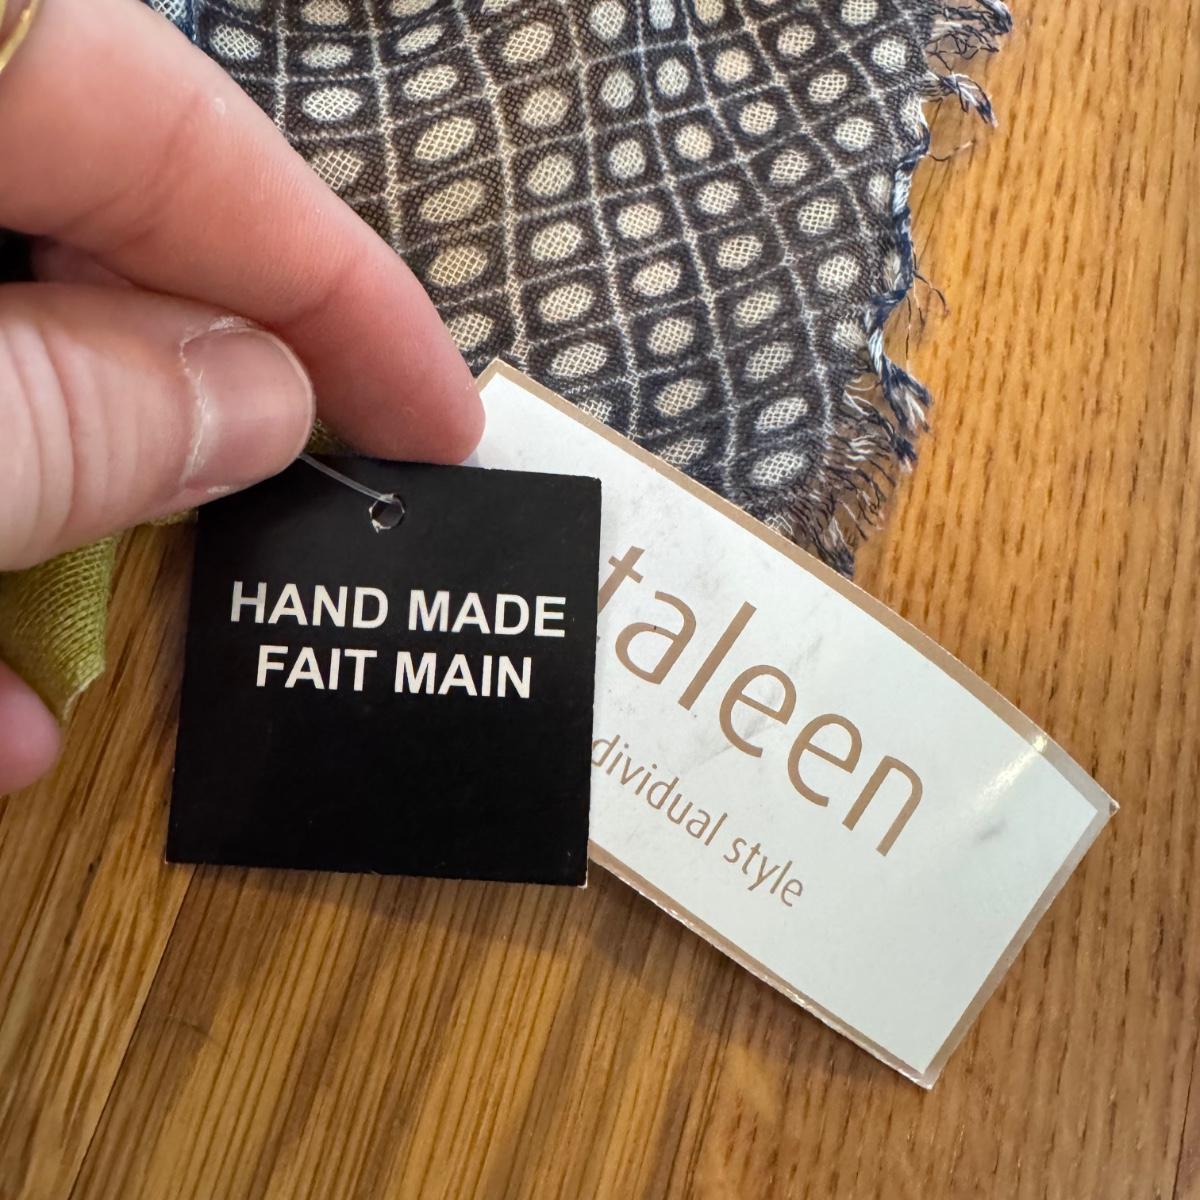 HAND MADE
FAIT MAIN
taleen
dividual style